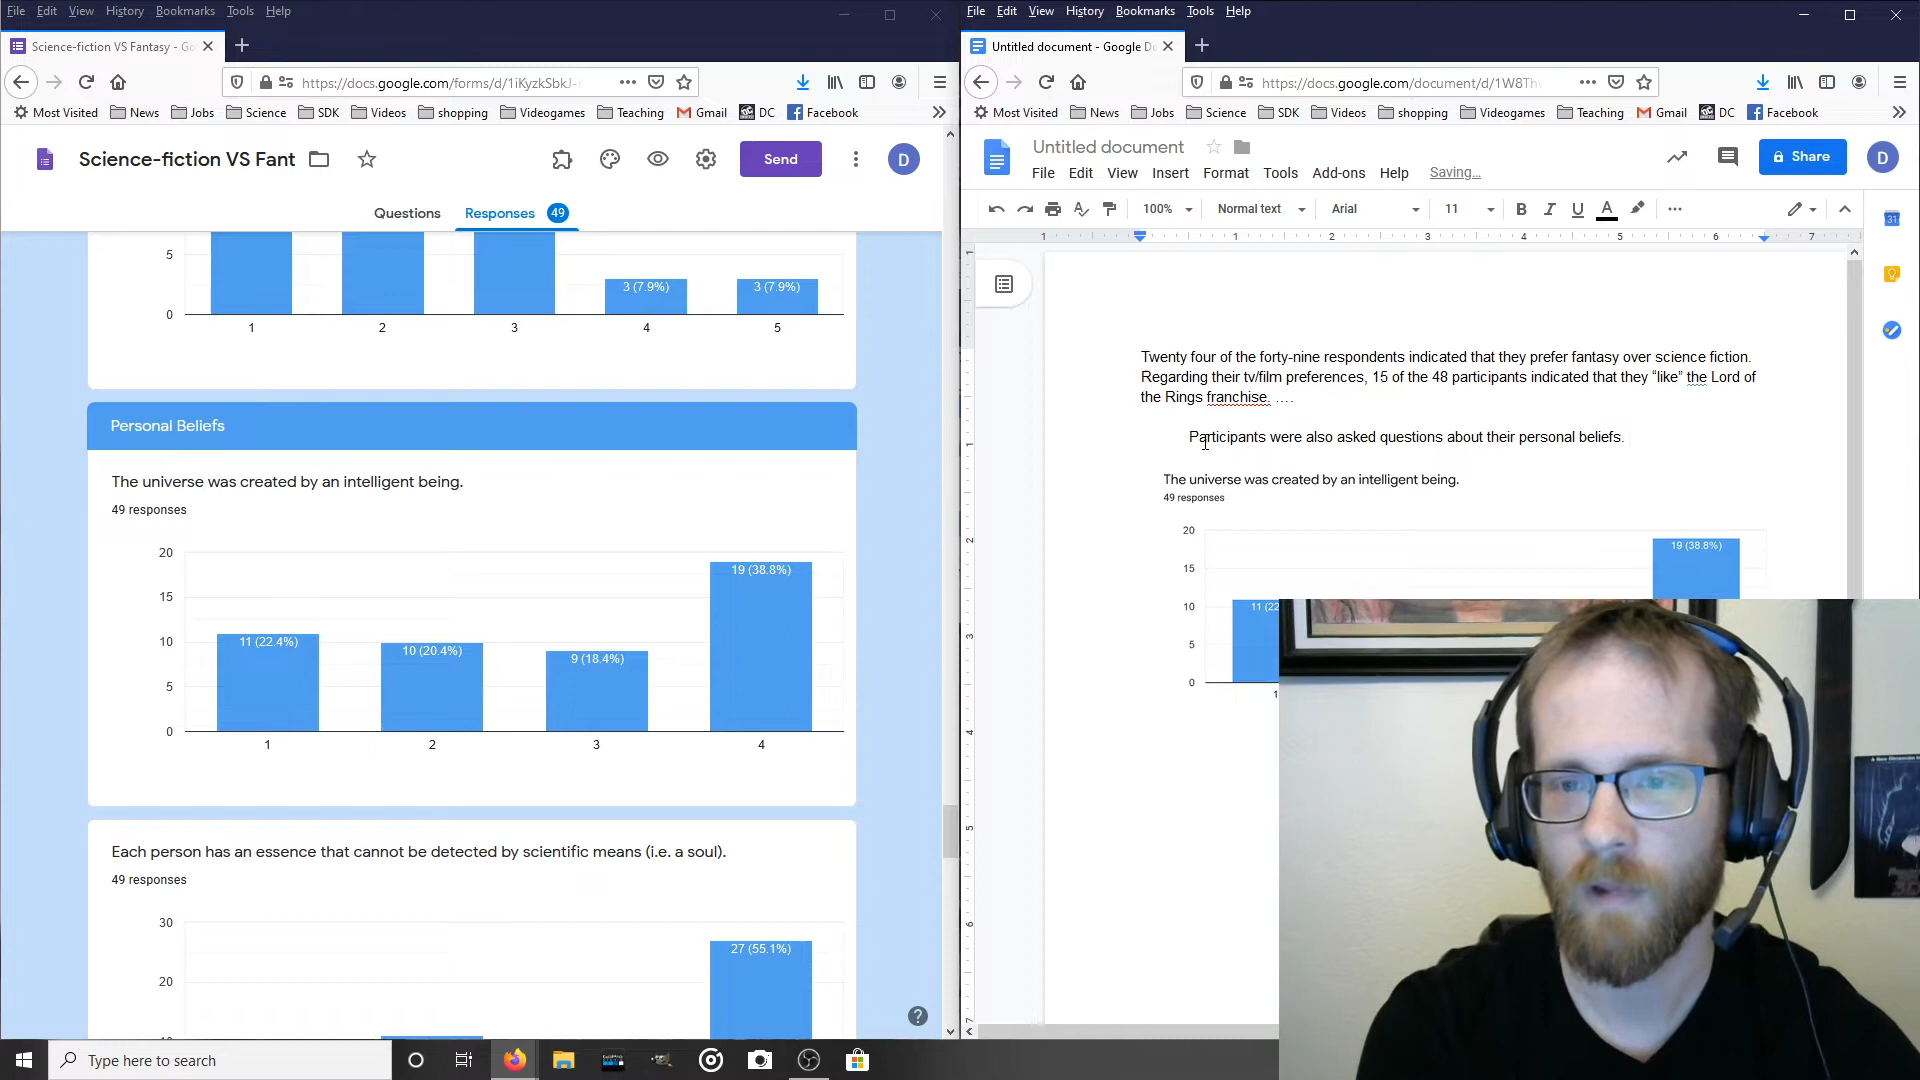 File Edit View History Bookmarks Tools Help
Science-fiction VS Fantasy - Go
https://docs.google.com/forms/d/1iKyzkSbkJ-
Most Visited News Jobs Science SDK Videos shopping Videogames Teaching Gmail DC Facebook
Science-fiction VS Fant
Send
D
Questions
Responses 49
5
0
3 (7.9%)
3 (7.9%)
1 2 3 4 5
Personal Beliefs
The universe was created by an intelligent being.
49 responses
20
15
10
5
0
11 (22.4%)
10 (20.4%)
9 (18.4%)
19 (38.8%)
1 2 3 4
Each person has an essence that cannot be detected by scientific means (i.e. a soul).
49 responses
30
20
27 (55.1%)
Type here to search
File Edit View History Bookmarks Tools Help
Untitled document - Google Do
https://docs.google.com/document/d/1W8Th
Most Visited News Jobs Science SDK Videos shopping Videogames Teaching Gmail DC Facebook
Untitled document
File Edit View Insert Format Tools Add-ons Help Saving...
Share
D
100% Normal text Arial 11 B I U A
1 1 2 3 4 5 6 7
31
Twenty four of the forty-nine respondents indicated that they prefer fantasy over science fiction.
Regarding their tv/film preferences, 15 of the 48 participants indicated that they “like” the Lord of
the Rings franchise. ….
Participants were also asked questions about their personal beliefs.
The universe was created by an intelligent being.
49 responses
20
15
10
5
0
19 (38.8%)
1